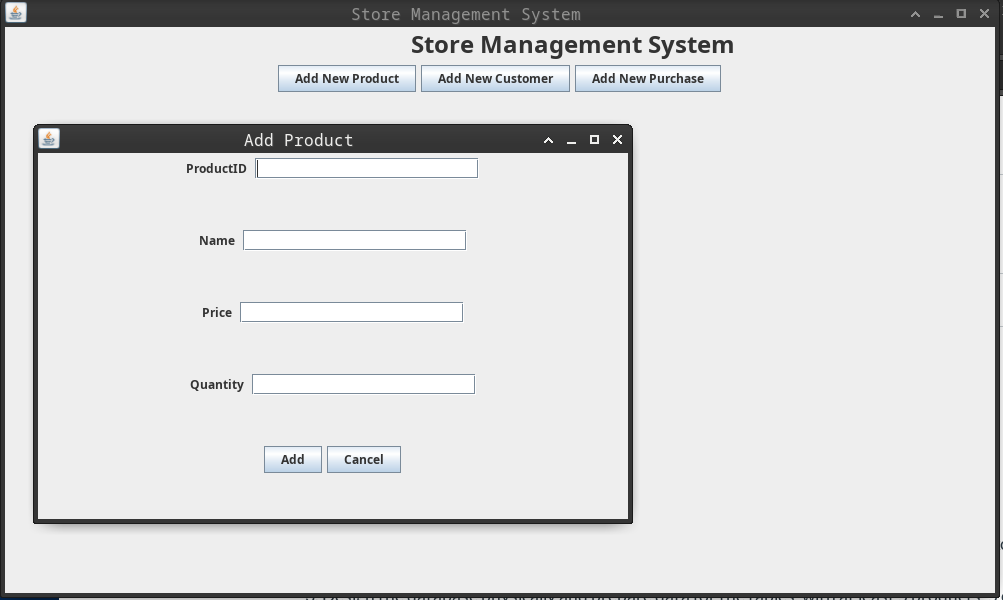 Store Management System
Store Management System
Add New Product Add New Customer Add New Purchase
Add Product
ProductID
Name
Price
Quantity
Add Cancel